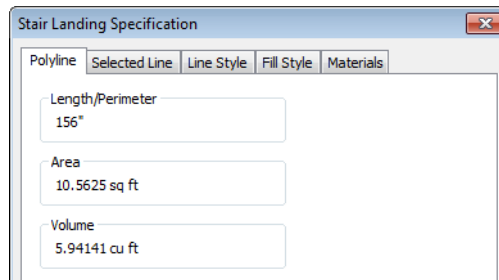 Stair Landing Specification
Polyline Selected Line Line Style Fill Style Materials
Length/Perimeter
156"
Area
10.5625 sq ft
Volume
5.94141 cu ft